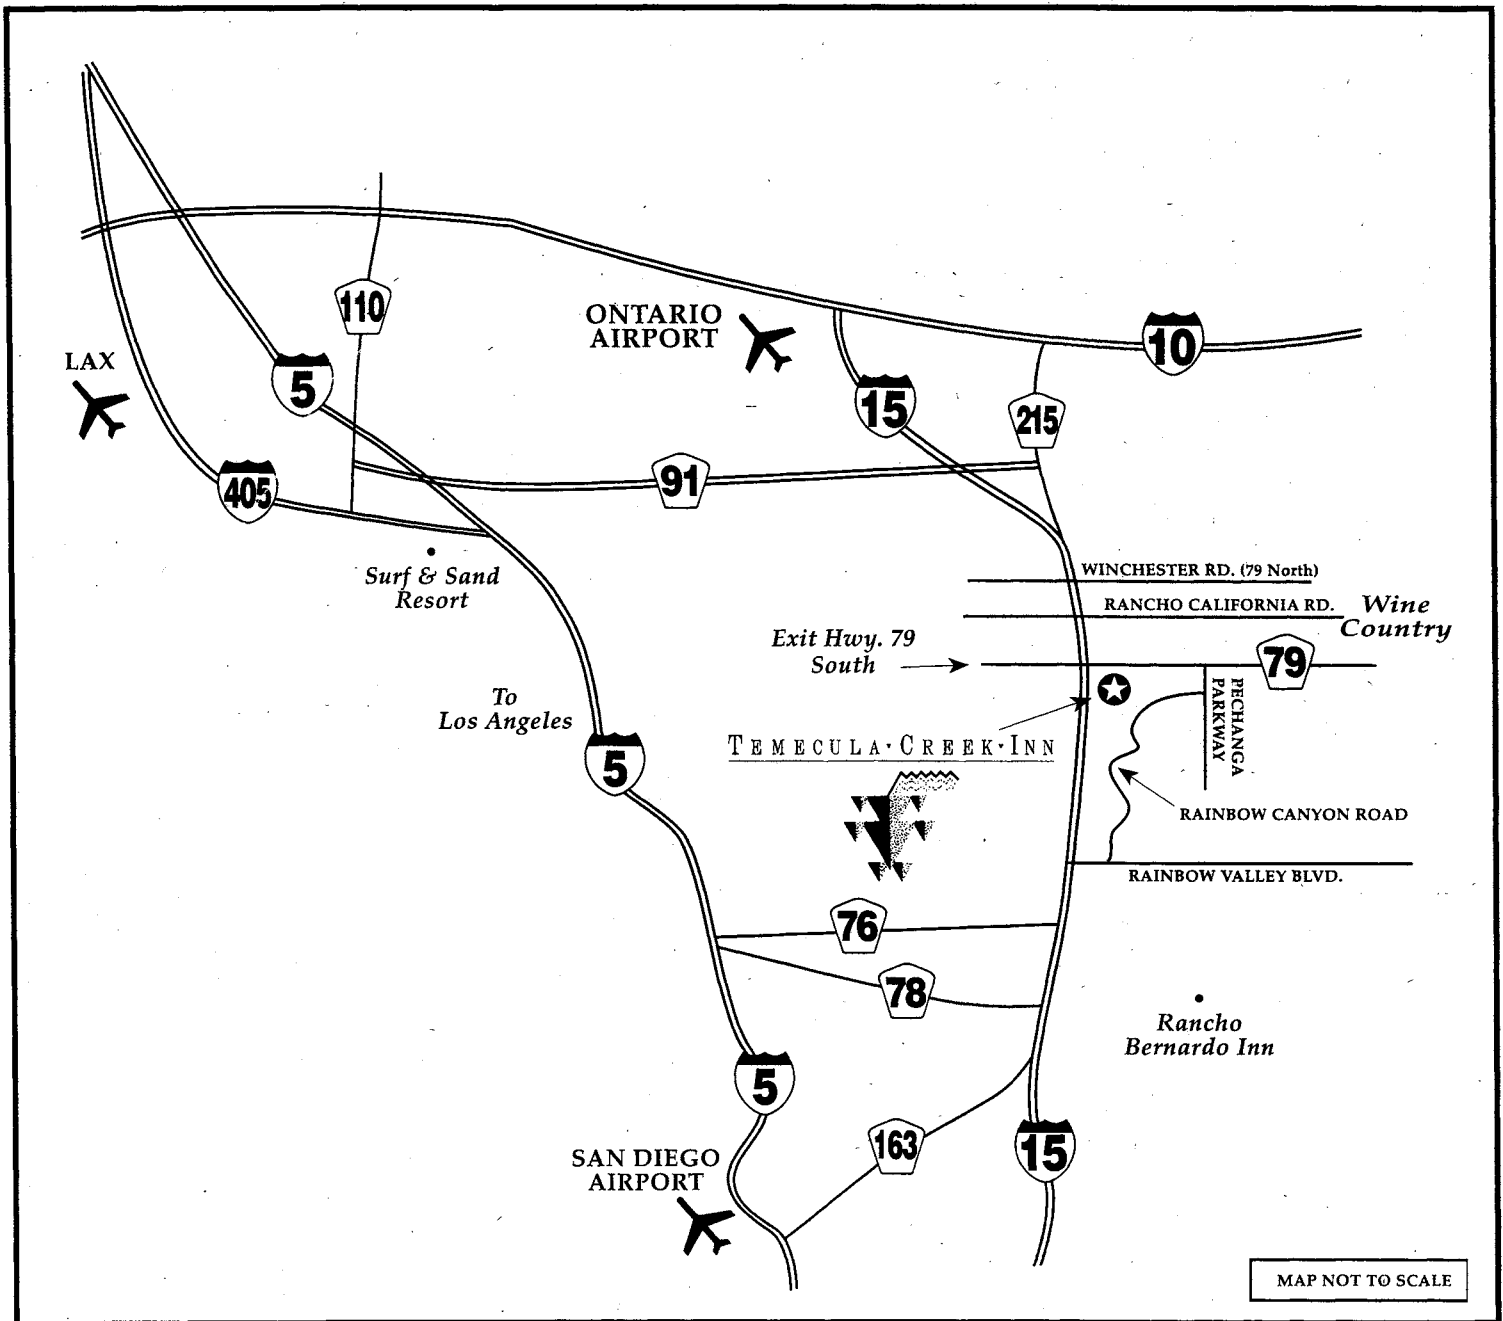 110
ONTARIO
AIRPORT
10
LAX
5
15
215
91
405
Surf & Sand
Resort
WINCHESTER RD. (79 North)
RANCHO CALIFORNIA RD.
Wine
Country
Exit Hwy. 79
South
79
To
Los Angeles
PECHANGA
PARKWAY
TEMECULA·CREEK·INN
5
RAINBOW CANYON ROAD
RAINBOW VALLEY BLVD.
76
78
Rancho
Bernardo Inn
5
163
15
SAN DIEGO
AIRPORT
MAP NOT TO SCALE